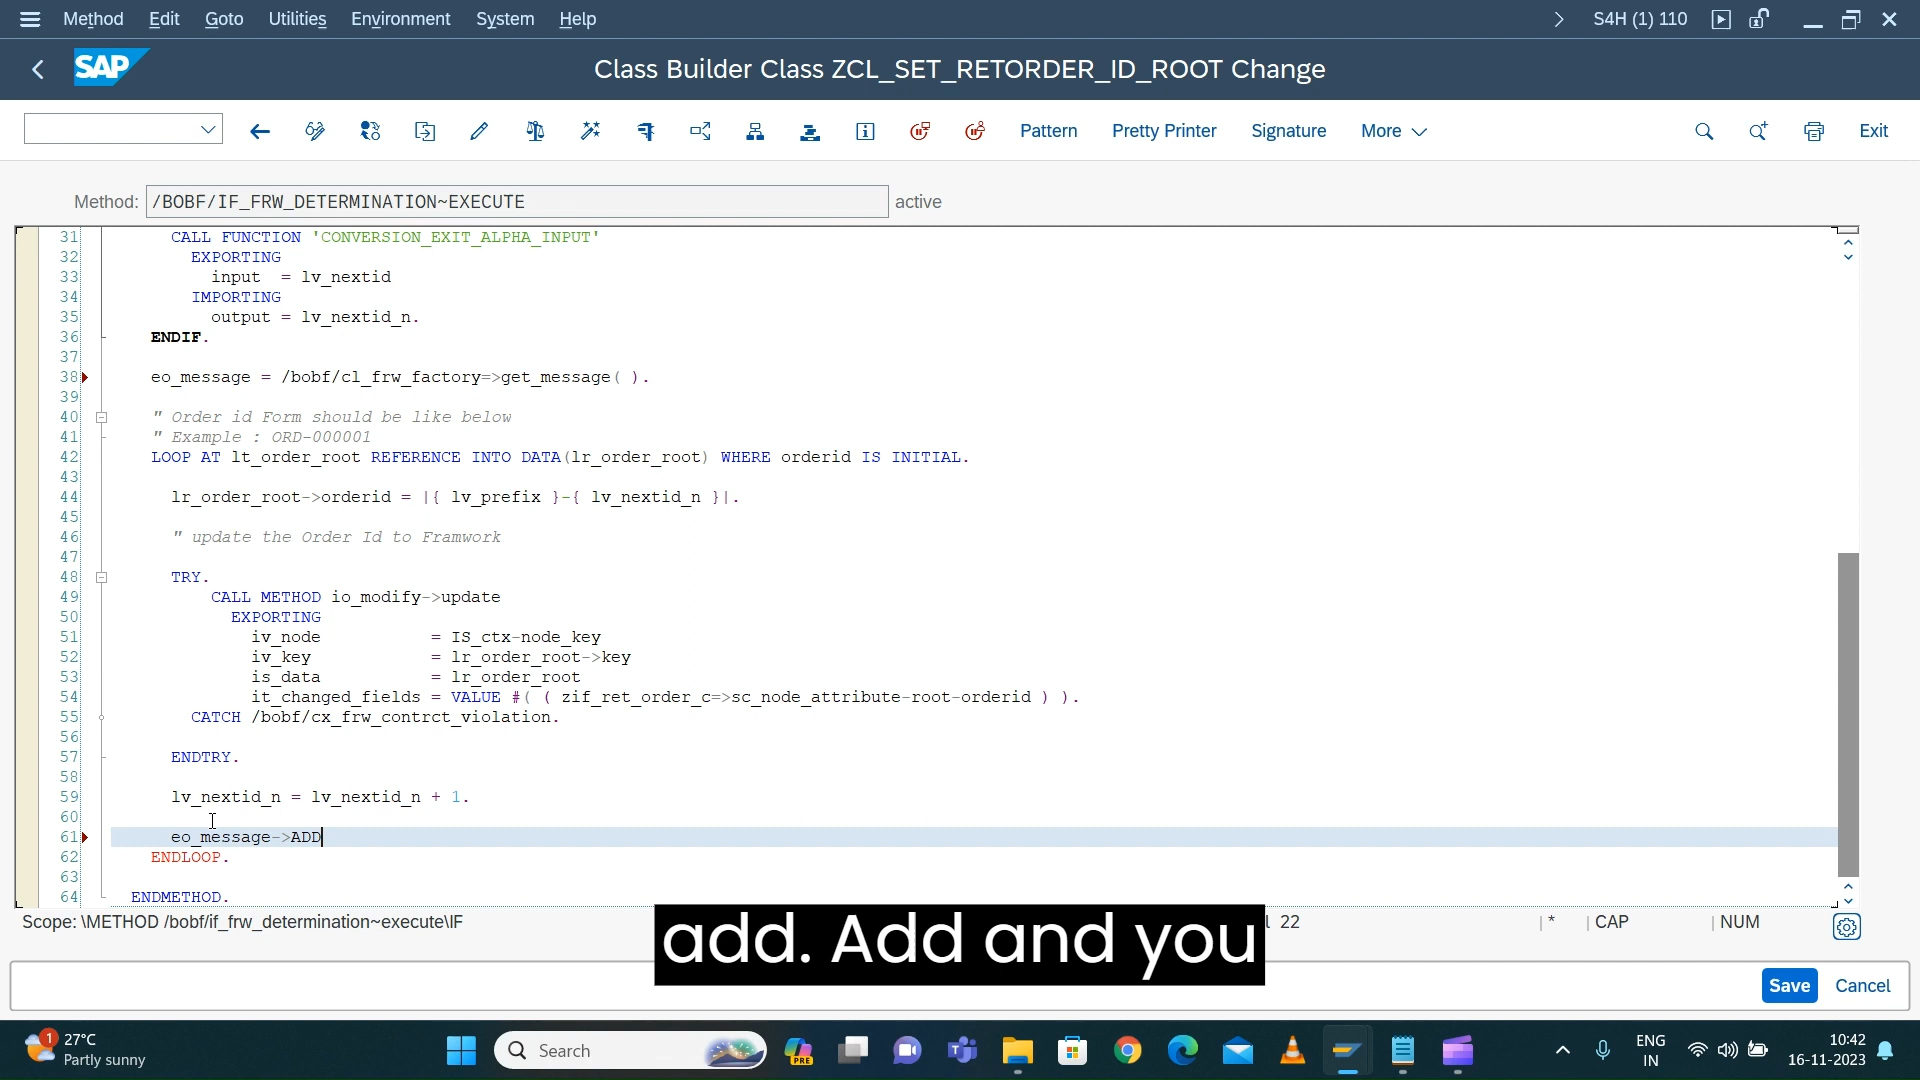 Method Edit Goto Utilities Environment System Help S4H (1) 110
SAP Class Builder Class ZCL_SET_RETORDER_ID_ROOT Change
Pattern Pretty Printer Signature More Exit
Method: /BOBF/IF_FRW_DETERMINATION~EXECUTE active
31 CALL FUNCTION 'CONVERSION_EXIT_ALPHA_INPUT'
32 EXPORTING
33 input = lv_nextid
34 IMPORTING
35 output = lv_nextid_n.
36 ENDIF.
37
38 eo_message = /bobf/cl_frw_factory=>get_message( ).
39
40 " Order id Form should be like below
41 " Example : ORD-000001
42 LOOP AT lt_order_root REFERENCE INTO DATA(lr_order_root) WHERE orderid IS INITIAL.
43
44 lr_order_root->orderid = |{ lv_prefix }-{ lv_nextid_n }|.
45
46 " update the Order Id to Framwork
47
48 TRY.
49 CALL METHOD io_modify->update
50 EXPORTING
51 iv_node = IS_ctx-node_key
52 iv_key = lr_order_root->key
53 is_data = lr_order_root
54 it_changed_fields = VALUE #( ( zif_ret_order_c=>sc_node_attribute-root-orderid ) ).
55 CATCH /bobf/cx_frw_contrct_violation.
56
57 ENDTRY.
58
59 lv_nextid_n = lv_nextid_n + 1.
60
61 eo_message->ADD
62 ENDLOOP.
63
64 ENDMETHOD.
Scope: \METHOD /bobf/if_frw_determination~execute\IF 22 * CAP NUM
add. Add and you
Save Cancel
1 27°C
Partly sunny
Search
PRE
ENG
IN
10:42
16-11-2023